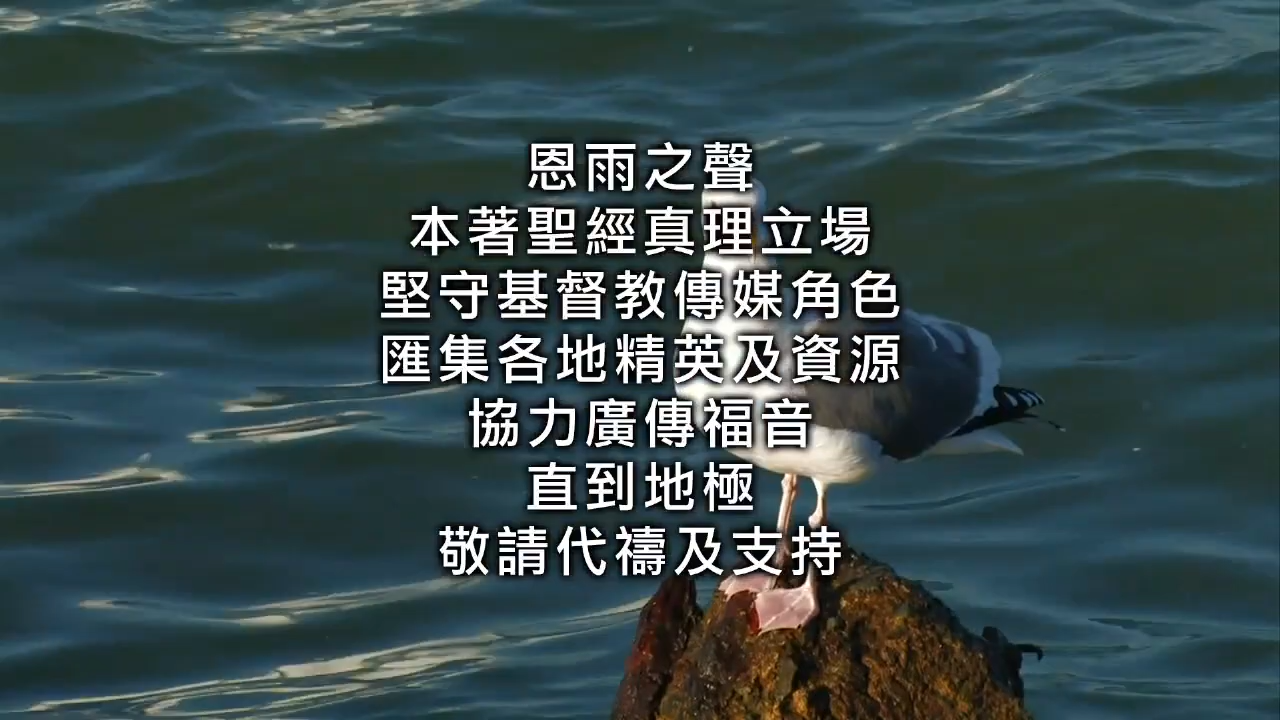 恩雨之聲
本著聖經真理立場
堅守基督教傳媒角色
匯集各地精英及資源
協力廣傳福音
直到地極
敬請代禱及支持